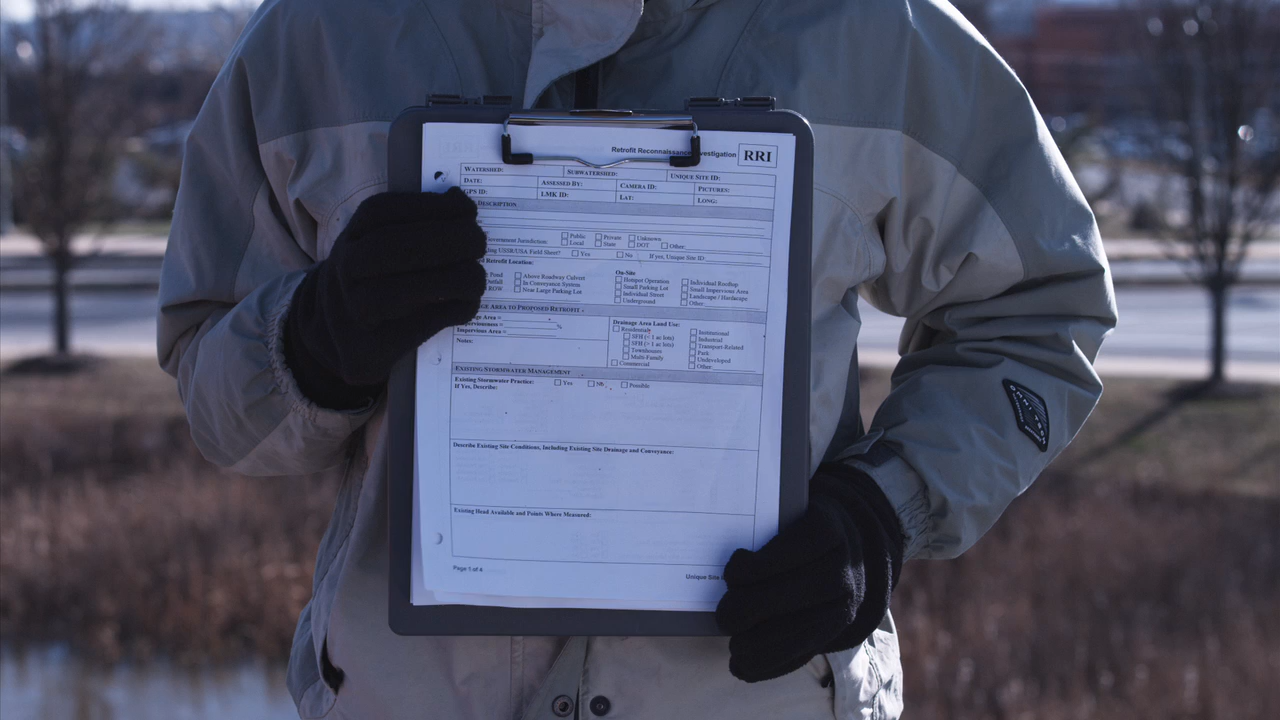 Retrofit Reconnaissance Investigation RRI
WATERSHED: SUBWATERSHED: UNIQUE SITE ID:
DATE: ASSESSED BY: CAMERA ID: PICTURES:
GPS ID: LMK ID: LAT: LONG:
DESCRIPTION
Public Private Unknown
Government Jurisdiction: Local State DOT Other:
USSR/USA Field Sheet? Yes No If yes, Unique Site ID:
Retrofit Location: On-Site
Pond Above Roadway Culvert Hotspot Operation Individual Rooftop
Outfall In Conveyance System Small Parking Lot Small Impervious Area
ROW Near Large Parking Lot Individual Street Landscape / Hardscape
Underground Other:
AREA TO PROPOSED RETROFIT
Area = Drainage Area Land Use:
Imperviousness = % Residential Institutional
Impervious Area = SFH (< 1 ac lots) Industrial
Notes: SFH (> 1 ac lots) Transport-Related
Townhouses Park
Multi-Family Undeveloped
Commercial Other:
EXISTING STORMWATER MANAGEMENT
Existing Stormwater Practice: Yes No Possible
If Yes, Describe:
Describe Existing Site Conditions, Including Existing Site Drainage and Conveyance:
Existing Head Available and Points Where Measured:
Page 1 of 4 Unique Site